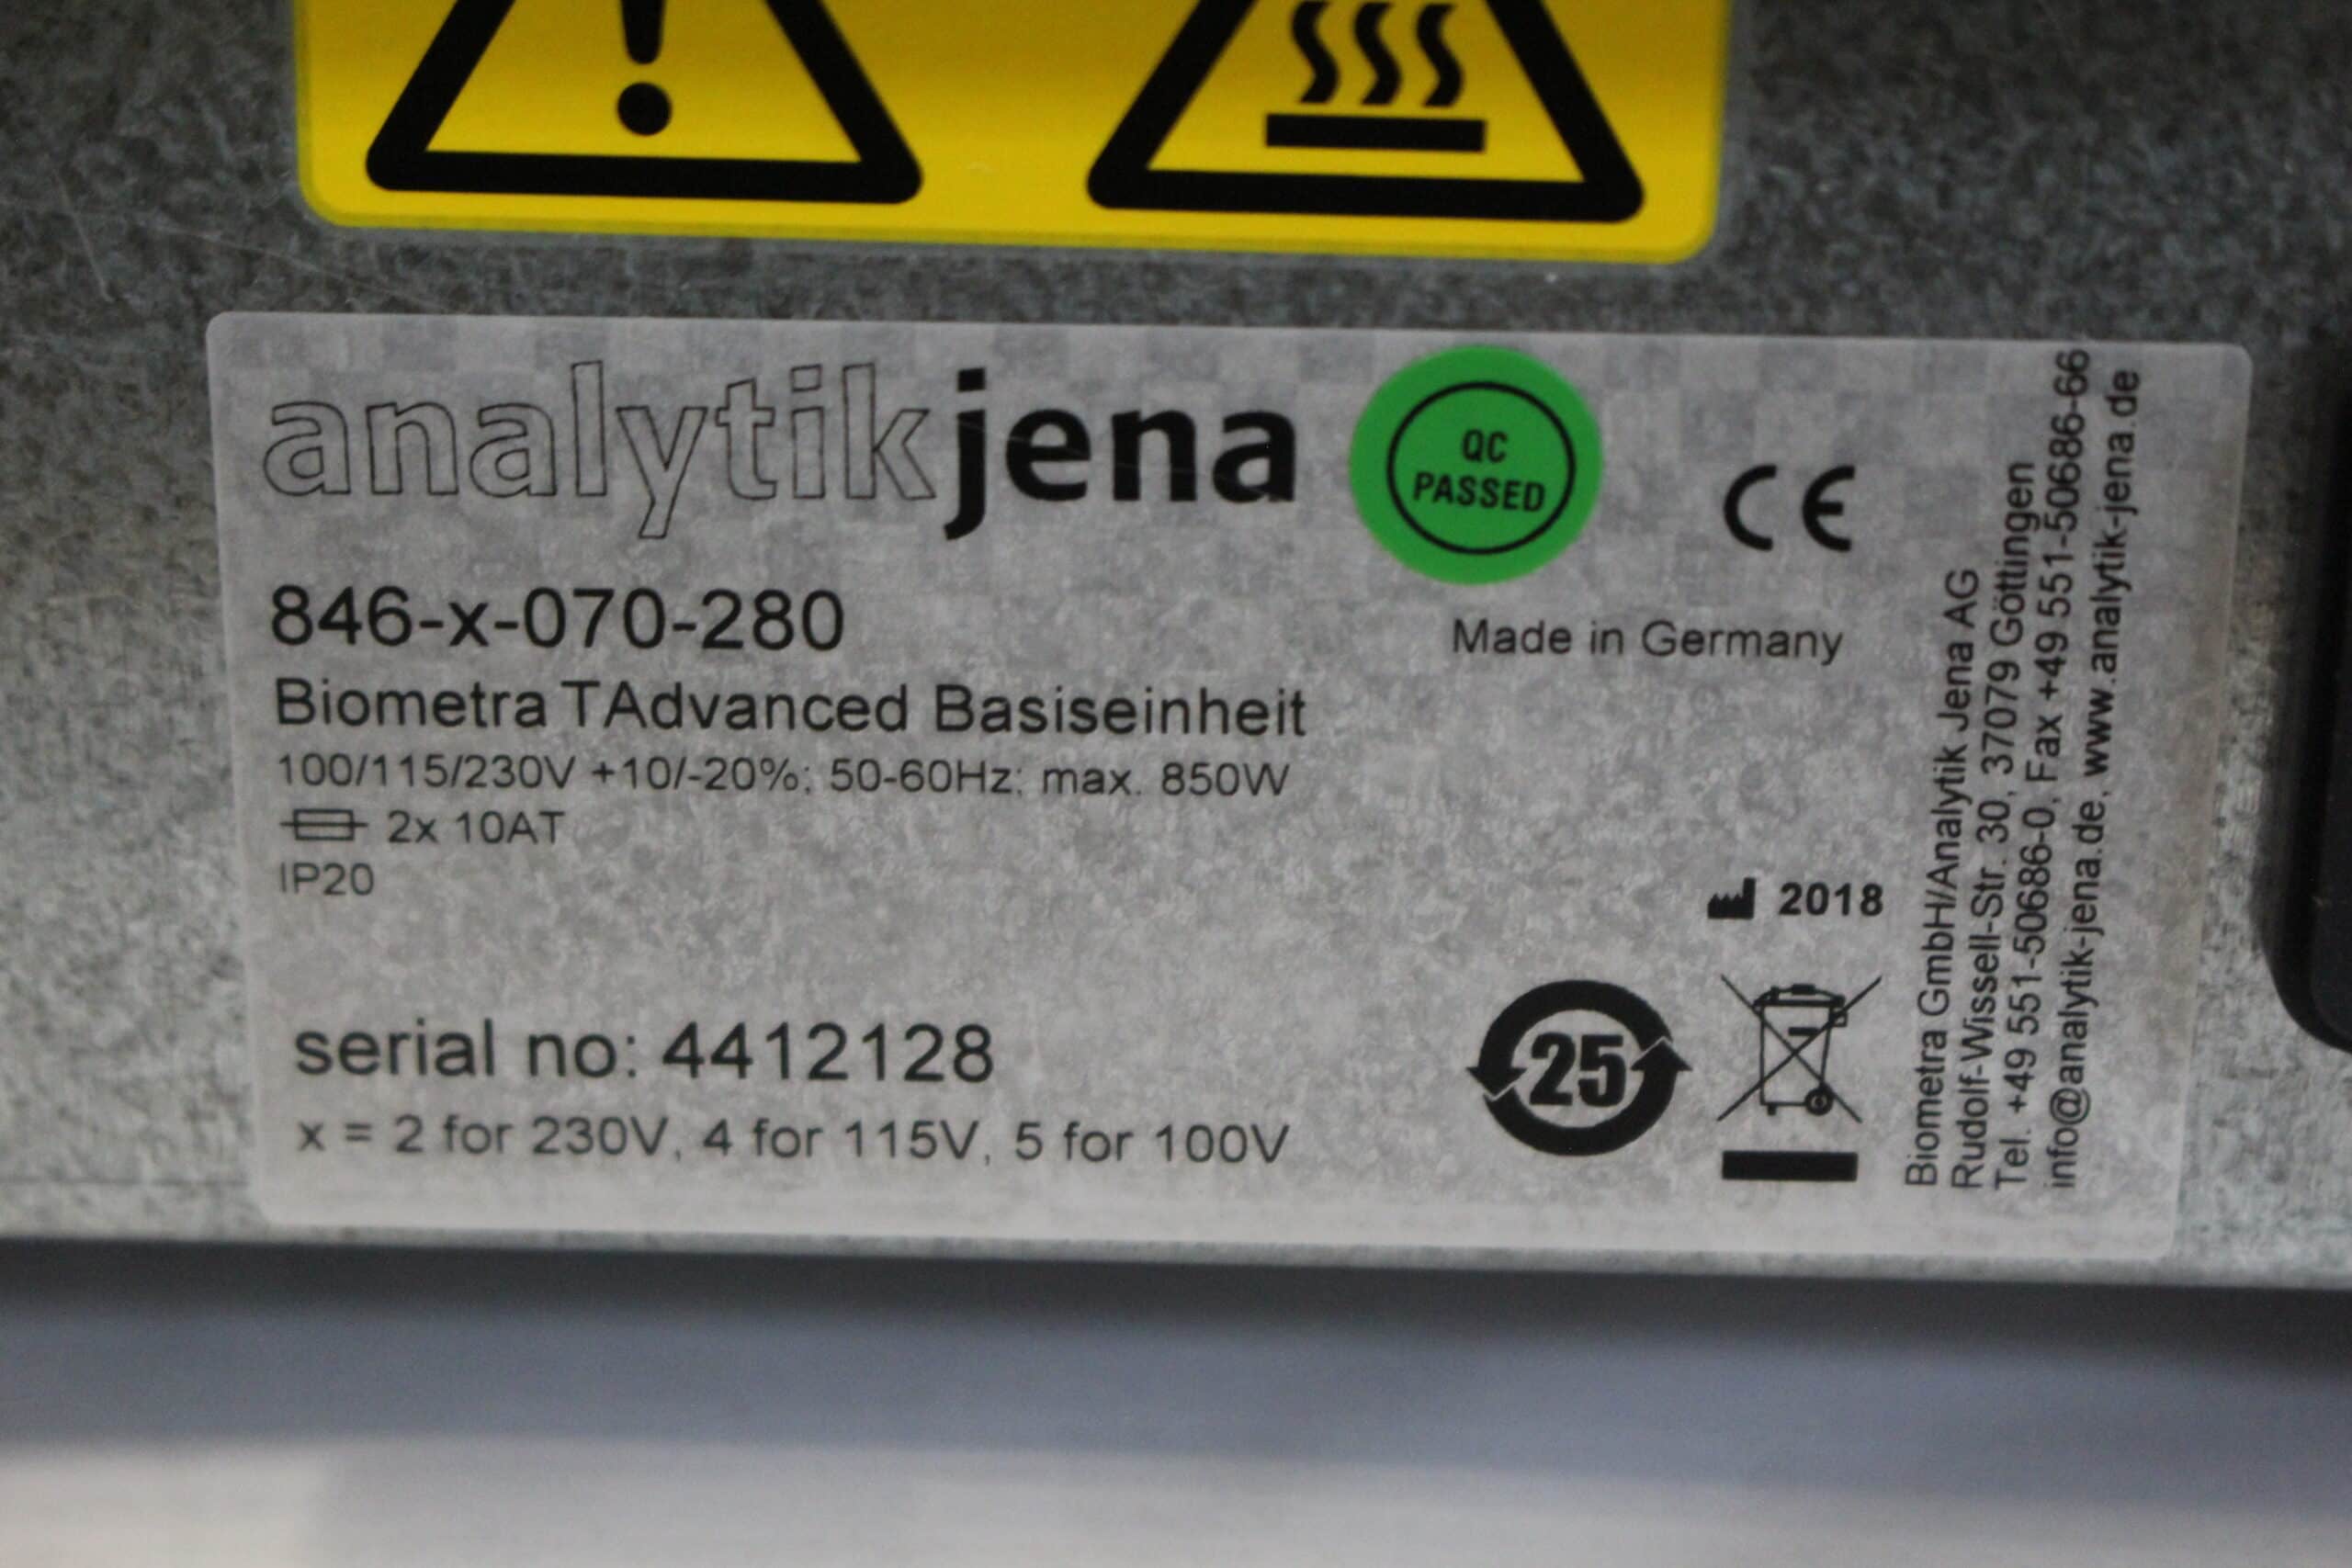 analytikjena
QC
PASSED
CE
846-x-070-280
Made in Germany
Biometra TAdvanced Basiseinheit
100/115/230V +10/-20%; 50-60Hz; max. 850W
2x 10AT
IP20
2018
serial no: 4412128
x = 2 for 230V, 4 for 115V, 5 for 100V
25
Biometra GmbH/Analytik Jena AG
Rudolf-Wissell-Str. 30, 37079 Göttingen
Tel. +49 551-50686-0, Fax +49 551-50686-66
info@analytik-jena.de, www.analytik-jena.de